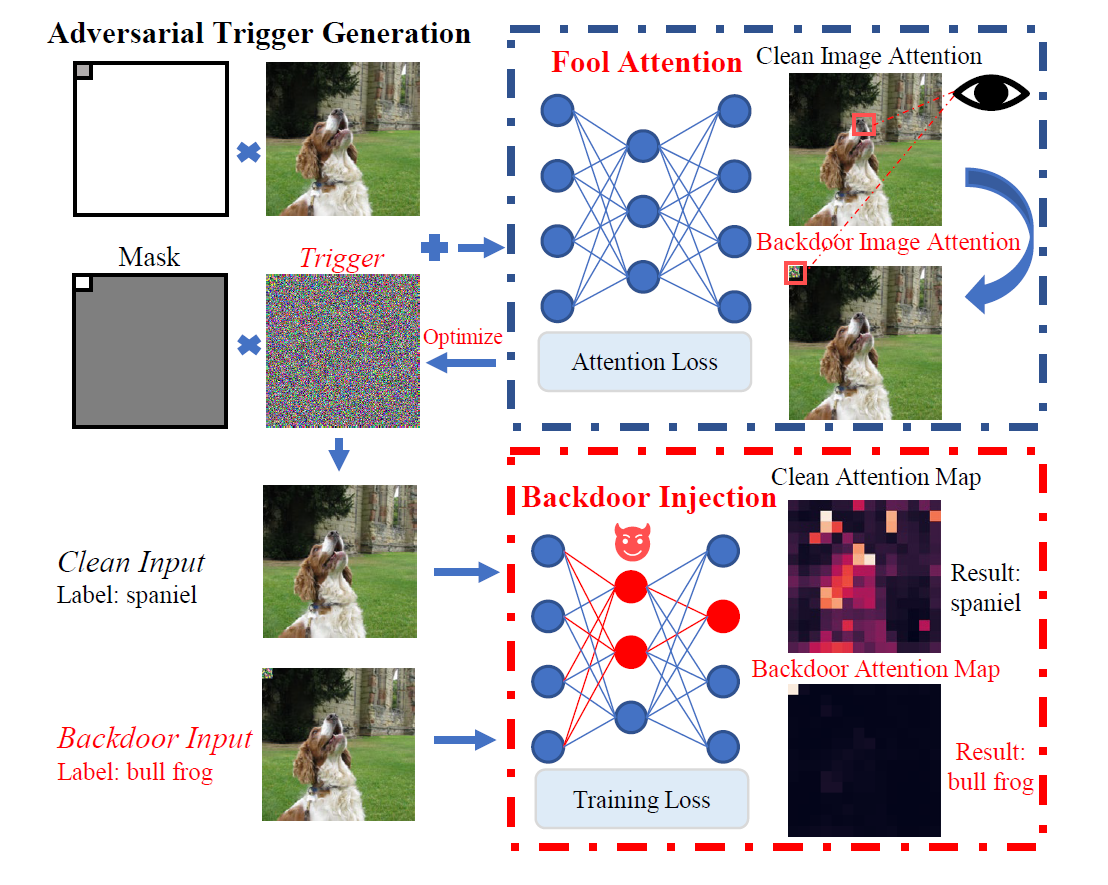 Adversarial Trigger Generation
Mask
Trigger
Optimize
Fool Attention
Clean Image Attention
Backdoor Image Attention
Attention Loss
Clean Input
Label: spaniel
Backdoor Input
Label: bull frog
Backdoor Injection
Training Loss
Clean Attention Map
Result:
spaniel
Backdoor Attention Map
Result:
bull frog